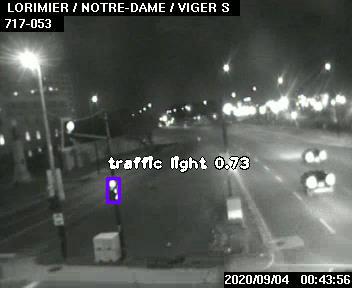 LORIMIER / NOTRE-DAME / VIGER S
717-053
traffic light 0.73
2020/09/04 00:43:56